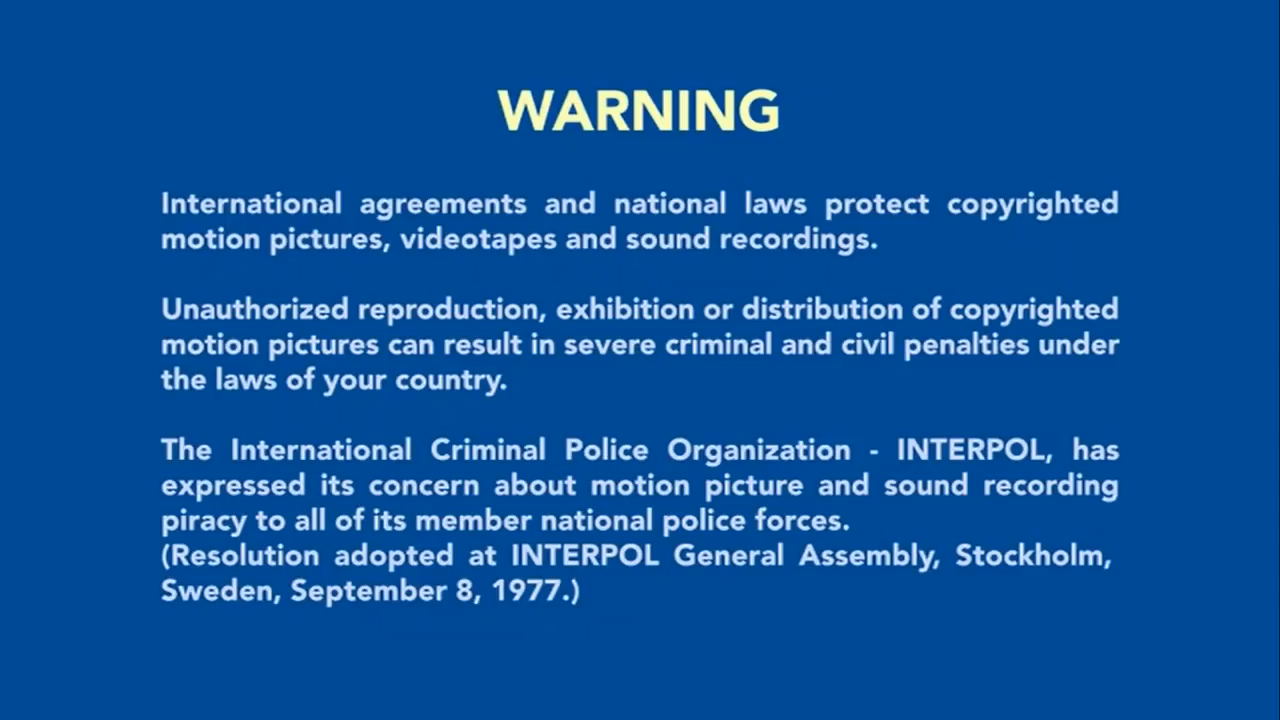 WARNING
International agreements and national laws protect copyrighted
motion pictures, videotapes and sound recordings.
Unauthorized reproduction, exhibition or distribution of copyrighted
motion pictures can result in severe criminal and civil penalties under
the laws of your country.
The International Criminal Police Organization - INTERPOL, has
expressed its concern about motion picture and sound recording
piracy to all of its member national police forces.
(Resolution adopted at INTERPOL General Assembly, Stockholm,
Sweden, September 8, 1977.)